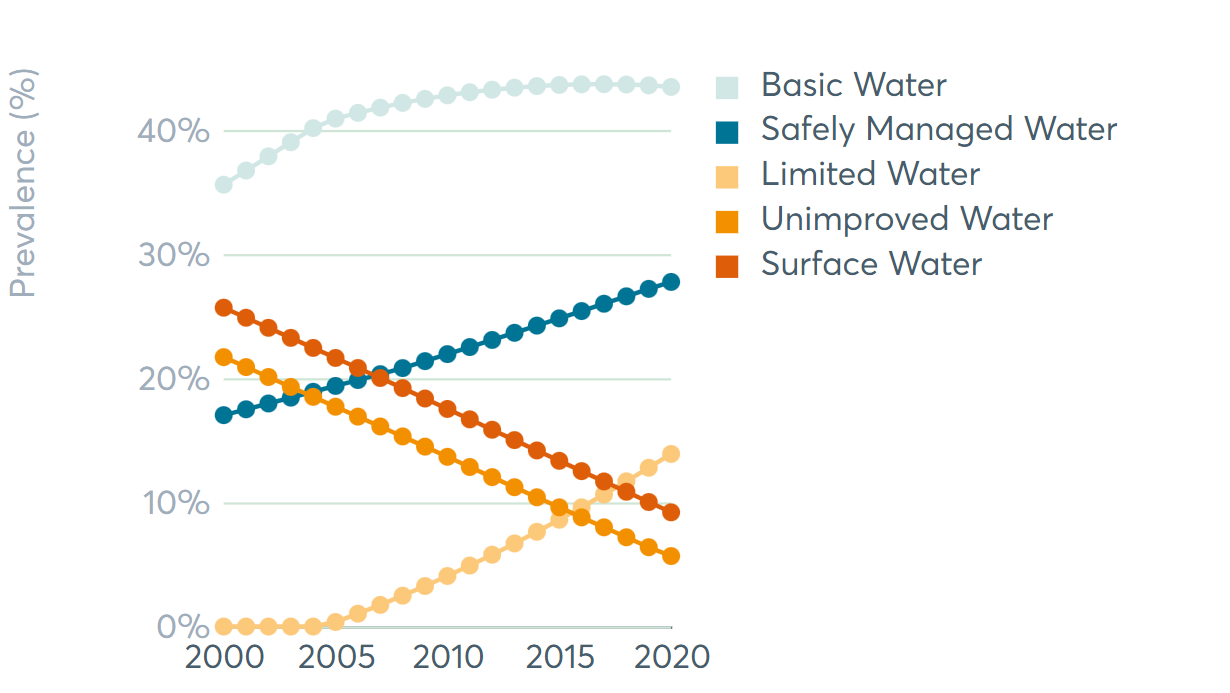 Prevalence (%)
40%
30%
20%
10%
0%
2000 2005 2010 2015 2020
Basic Water
Safely Managed Water
Limited Water
Unimproved Water
Surface Water